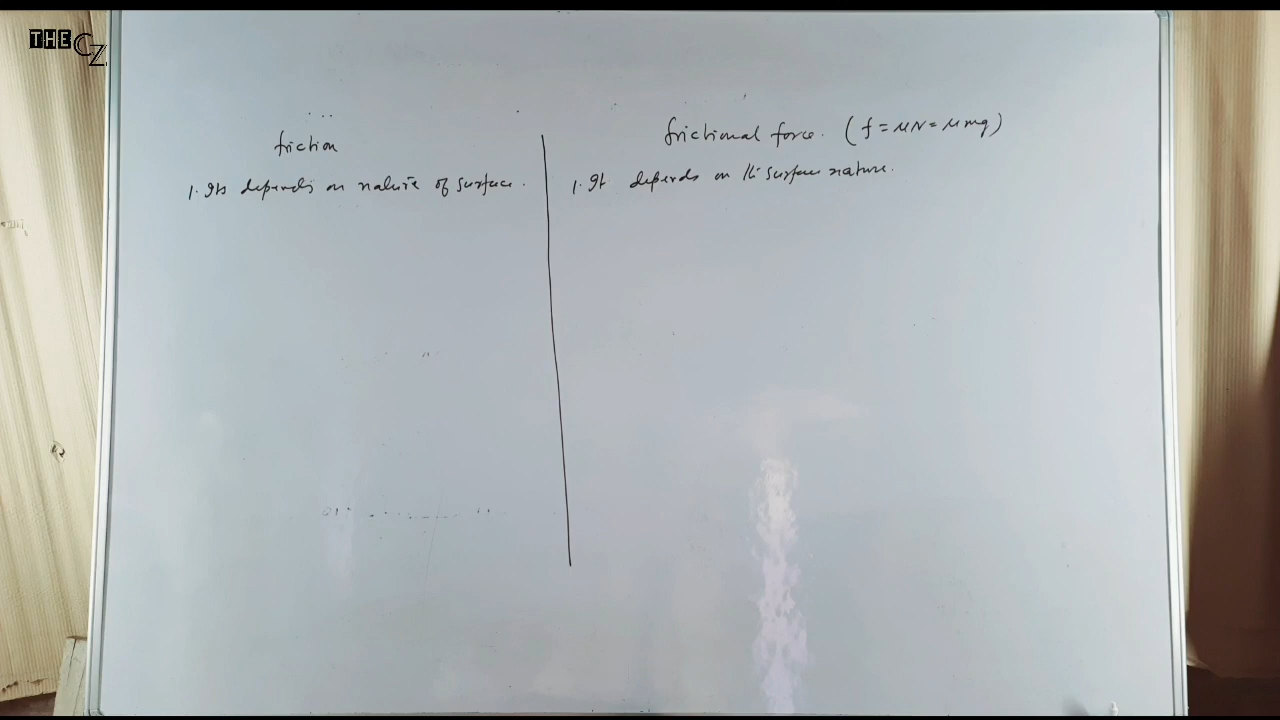 THE CZ
friction
frictional force. (f = μN = μmg)
1. Its depends on nature of surface.
1. It depends on the surface nature.